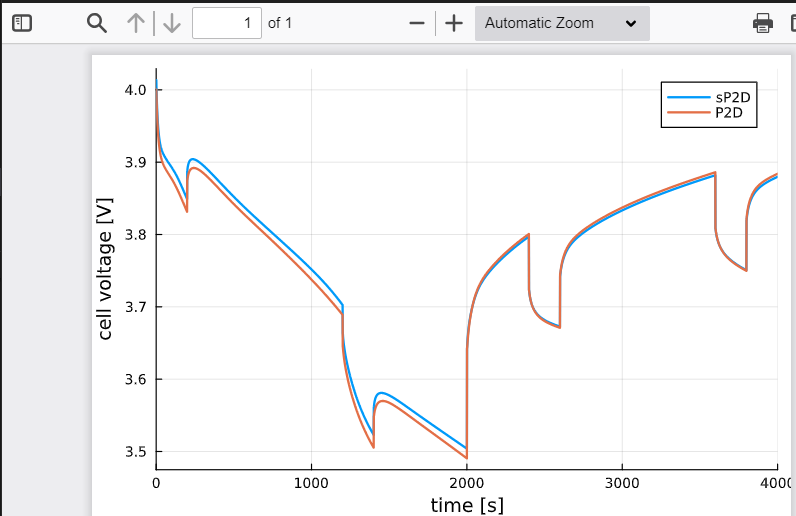 1 of 1
Automatic Zoom
4.0
3.9
3.8
3.7
3.6
3.5
cell voltage [V]
sP2D
P2D
0 1000 2000 3000 4000
time [s]